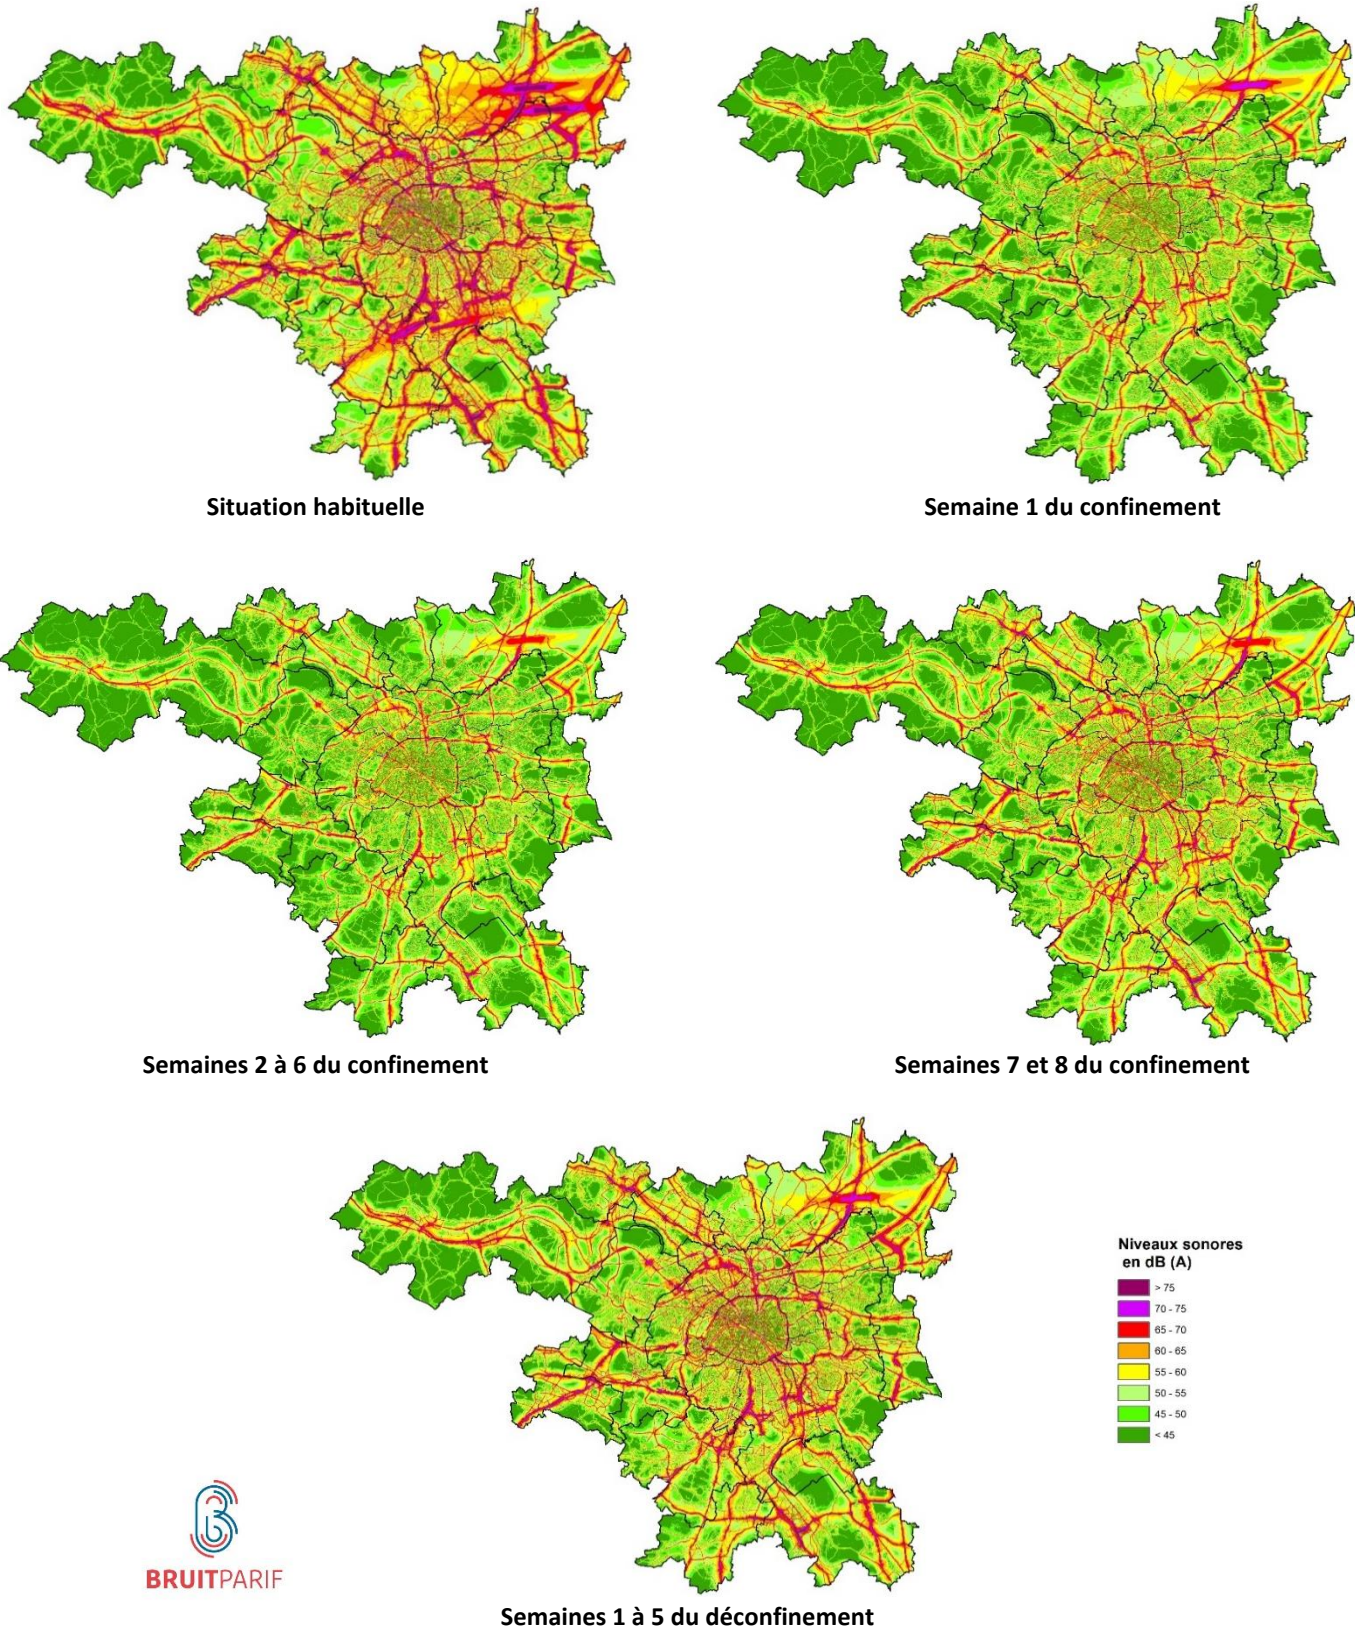 Situation habituelle
Semaine 1 du confinement
Semaines 2 à 6 du confinement
Semaines 7 et 8 du confinement
Niveaux sonores
en dB (A)
> 75
70 - 75
65 - 70
60 - 65
55 - 60
50 - 55
45 - 50
< 45
BRUITPARIF
Semaines 1 à 5 du déconfinement